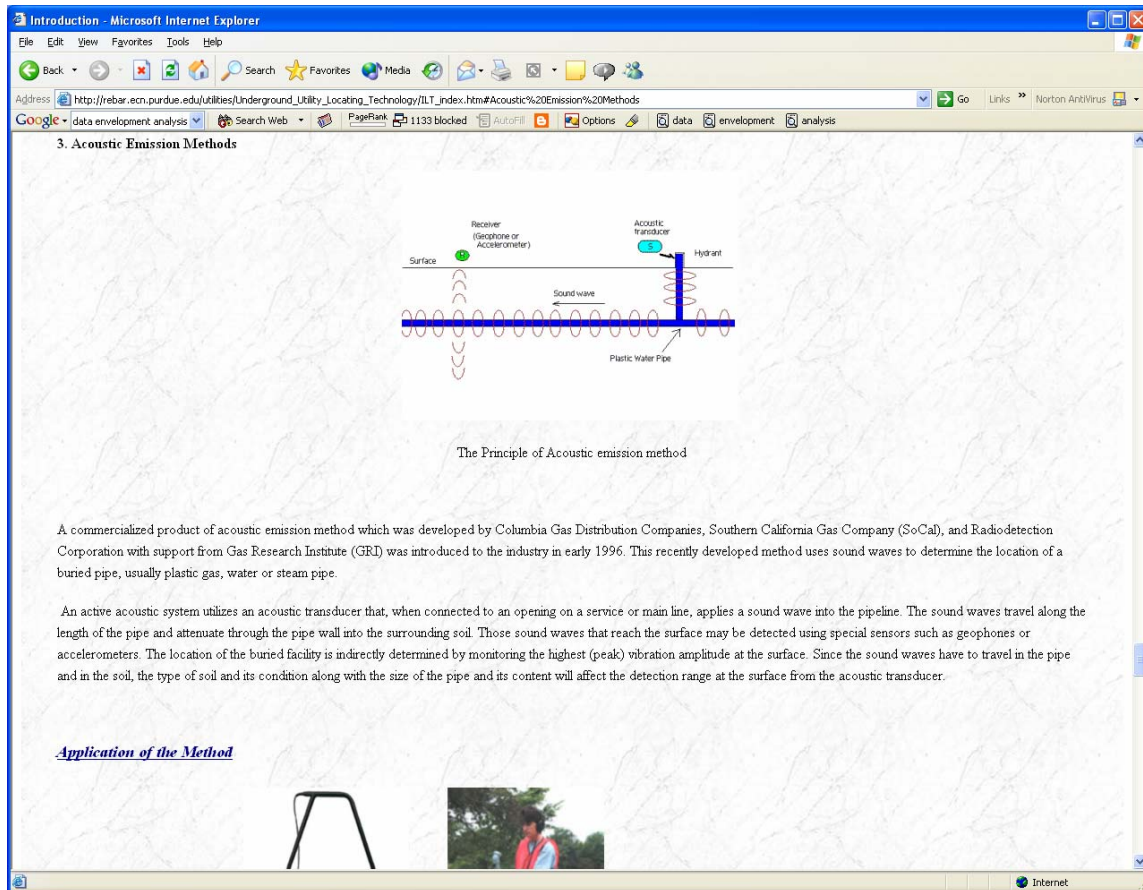 Introduction - Microsoft Internet Explorer
File Edit View Favorites Tools Help
Back Search Favorites Media
Address http://rebar.ecn.purdue.edu/utilities/Underground_Utility_Locating_Technology/ILT_index.htm#Acoustic%20Emission%20Methods Go Links » Norton AntiVirus
Google data envelopment analysis Search Web PageRank 1133 blocked AutoFill Options data envelopment analysis
3. Acoustic Emission Methods
Receiver
(Geophone or
Accelerometer)
Acoustic
transducer
R
S
Hydrant
Surface
Sound wave
Plastic Water Pipe
The Principle of Acoustic emission method
A commercialized product of acoustic emission method which was developed by Columbia Gas Distribution Companies, Southern California Gas Company (SoCal), and Radiodetection
Corporation with support from Gas Research Institute (GRI) was introduced to the industry in early 1996. This recently developed method uses sound waves to determine the location of a
buried pipe, usually plastic gas, water or steam pipe.
An active acoustic system utilizes an acoustic transducer that, when connected to an opening on a service or main line, applies a sound wave into the pipeline. The sound waves travel along the
length of the pipe and attenuate through the pipe wall into the surrounding soil. Those sound waves that reach the surface may be detected using special sensors such as geophones or
accelerometers. The location of the buried facility is indirectly determined by monitoring the highest (peak) vibration amplitude at the surface. Since the sound waves have to travel in the pipe
and in the soil, the type of soil and its condition along with the size of the pipe and its content will affect the detection range at the surface from the acoustic transducer.
Application of the Method
Internet